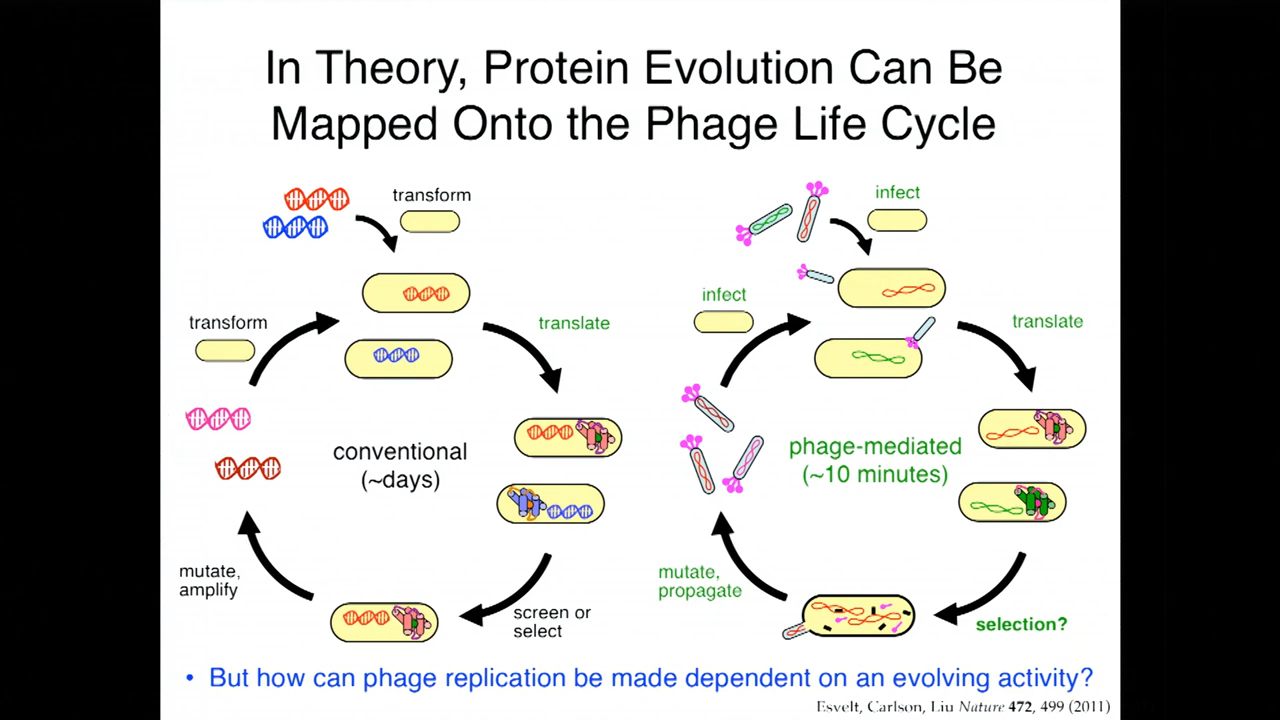 In Theory, Protein Evolution Can Be
Mapped Onto the Phage Life Cycle
transform
transform
translate
conventional
(~days)
mutate,
amplify
screen or
select
infect
infect
translate
phage-mediated
(~10 minutes)
mutate,
propagate
selection?
• But how can phage replication be made dependent on an evolving activity?
Esvelt, Carlson, Liu Nature 472, 499 (2011)